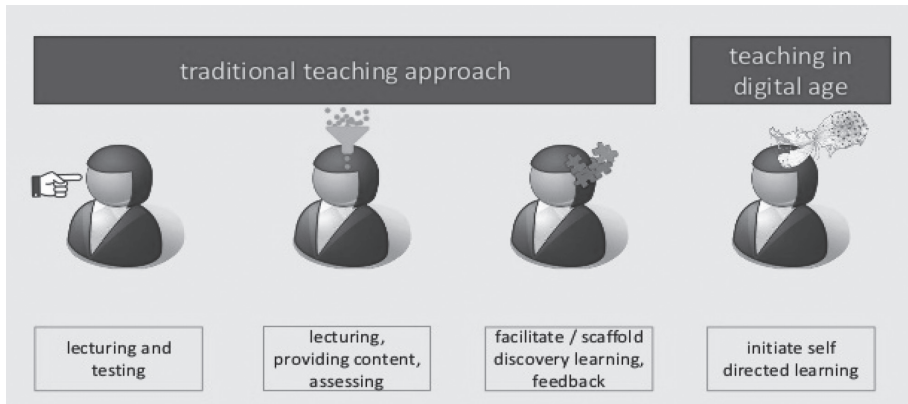 traditional teaching approach
teaching in
digital age
lecturing and
testing
lecturing,
providing content,
assessing
facilitate / scaffold
discovery learning,
feedback
initiate self
directed learning